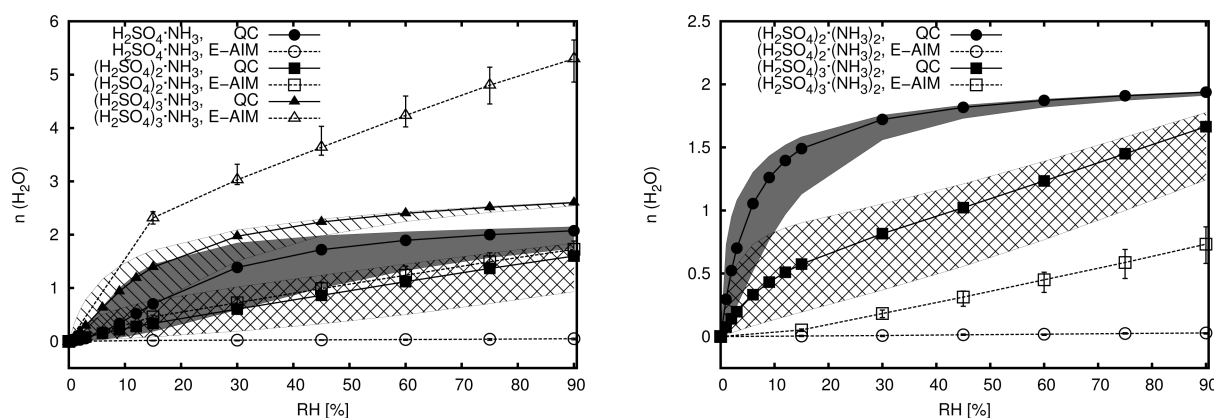 6
5
4
3
2
1
0
n (H₂O)
H₂SO₄·NH₃, QC
H₂SO₄·NH₃, E−AIM
(H₂SO₄)₂·NH₃, QC
(H₂SO₄)₂·NH₃, E−AIM
(H₂SO₄)₃·NH₃, QC
(H₂SO₄)₃·NH₃, E−AIM
0 10 20 30 40 50 60 70 80 90
RH [%]
2.5
2
1.5
1
0.5
0
n (H₂O)
(H₂SO₄)₂·(NH₃)₂, QC
(H₂SO₄)₂·(NH₃)₂, E−AIM
(H₂SO₄)₃·(NH₃)₂, QC
(H₂SO₄)₃·(NH₃)₂, E−AIM
0 10 20 30 40 50 60 70 80 90
RH [%]